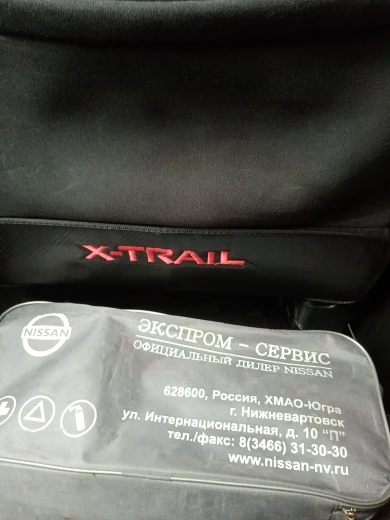 X-TRAIL
NISSAN
ЭКСПРОМ - СЕРВИС
ОФИЦИАЛЬНЫЙ ДИЛЕР NISSAN
628600, Россия, ХМАО-Югра
г. Нижневартовск
ул. Интернациональная, д. 10 "П"
тел./факс: 8(3466) 31-30-30
www.nissan-nv.ru